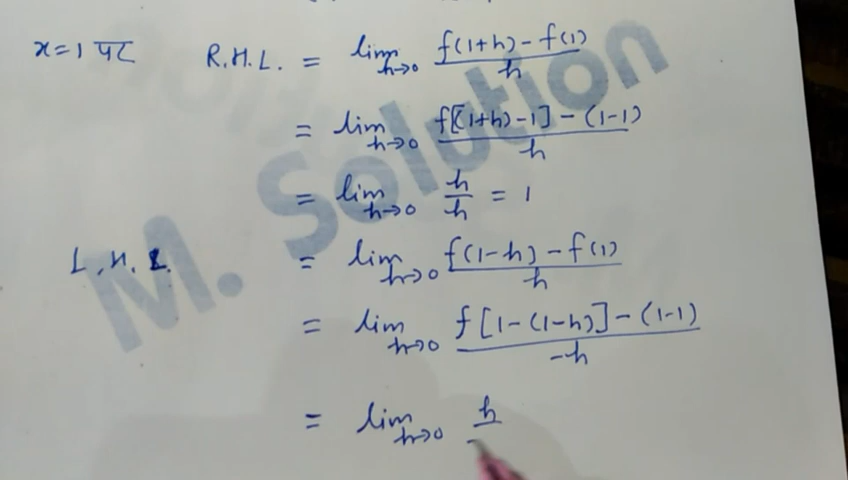 x=1 पर R.H.L. = lim h→0 f(1+h) - f(1) / h
= lim h→0 f[(1+h)-1] - (1-1) / h
= lim h→0 h/h = 1
L.H.L. = lim h→0 f(1-h) - f(1) / h
= lim h→0 f[1-(1-h)] - (1-1) / -h
= lim h→0 h /
M. Solution